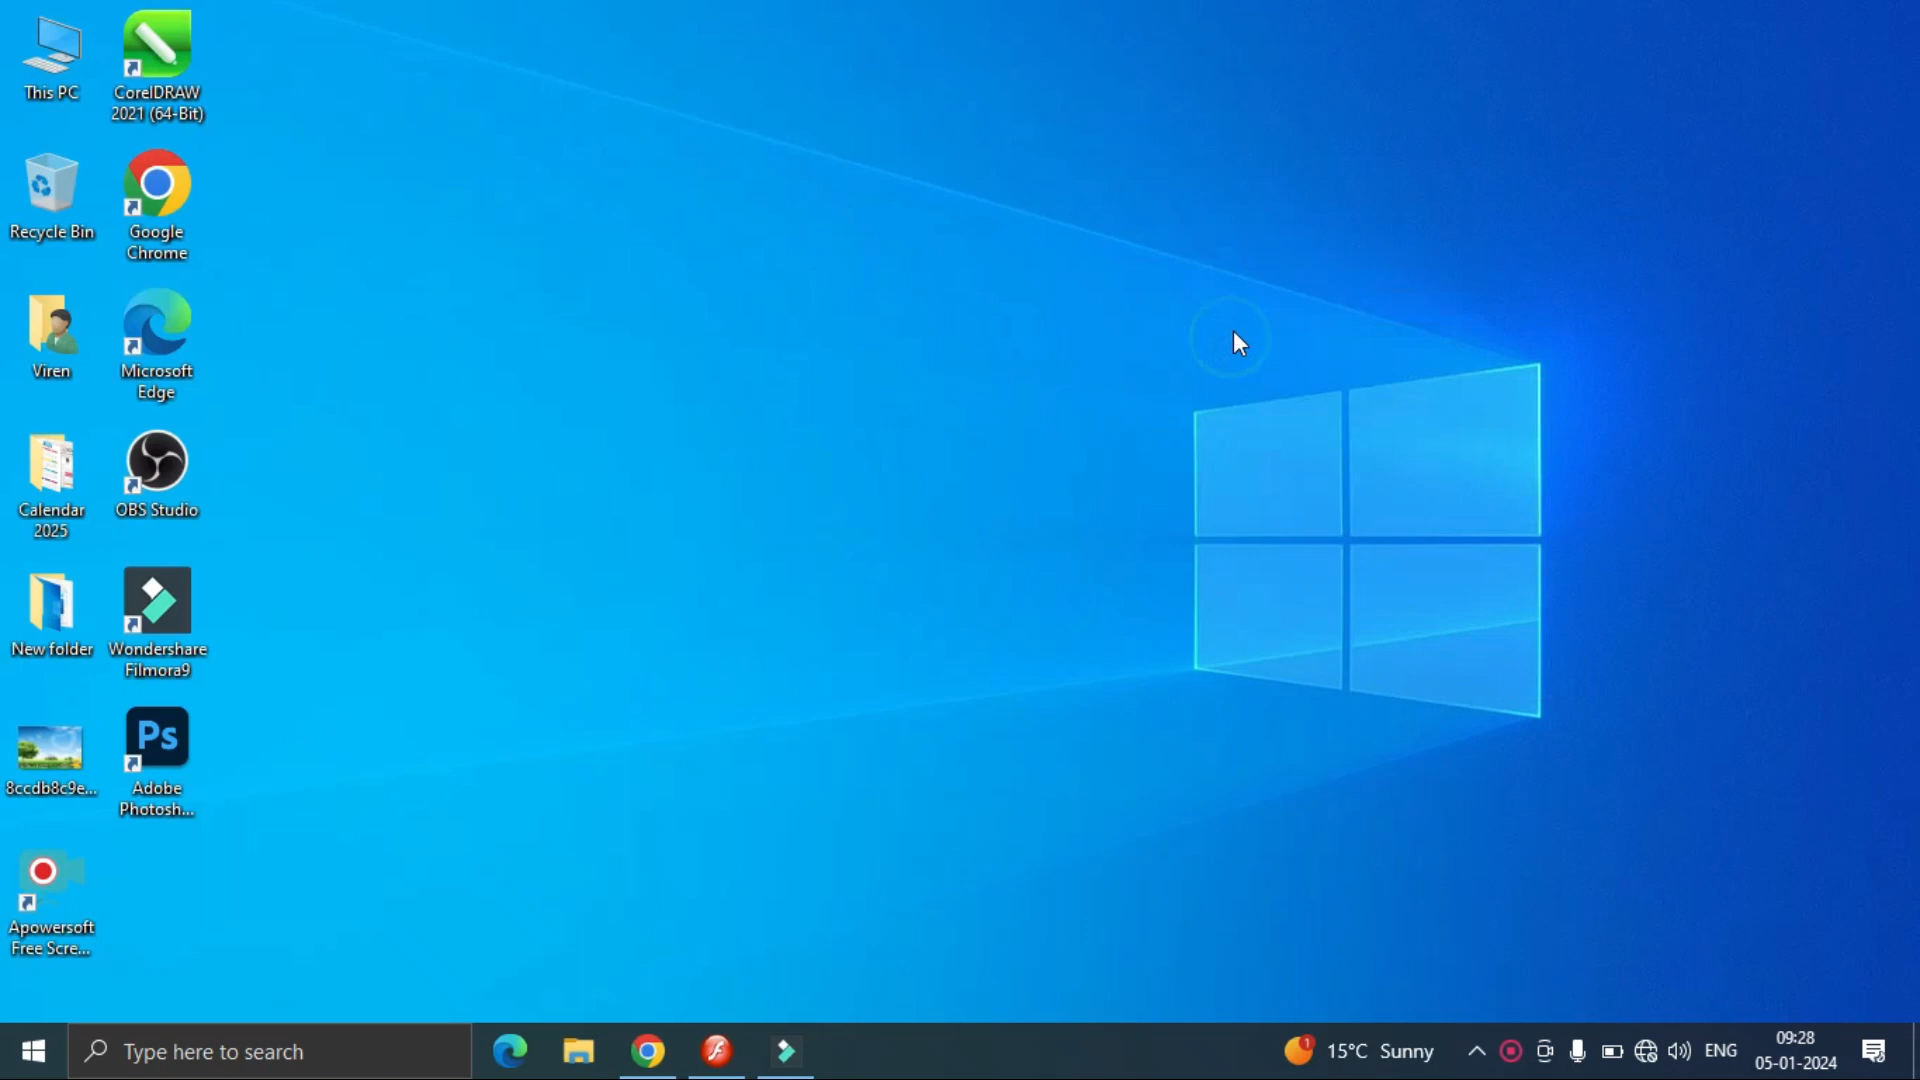 This PC
CorelDRAW
2021 (64-Bit)
Recycle Bin
Google
Chrome
Viren
Microsoft
Edge
Calendar
2025
OBS Studio
New folder
Wondershare
Filmora9
8ccdb8c9e...
Ps
Adobe
Photosh...
Apowersoft
Free Scre...
Type here to search
1
15°C Sunny
ENG
09:28
05-01-2024